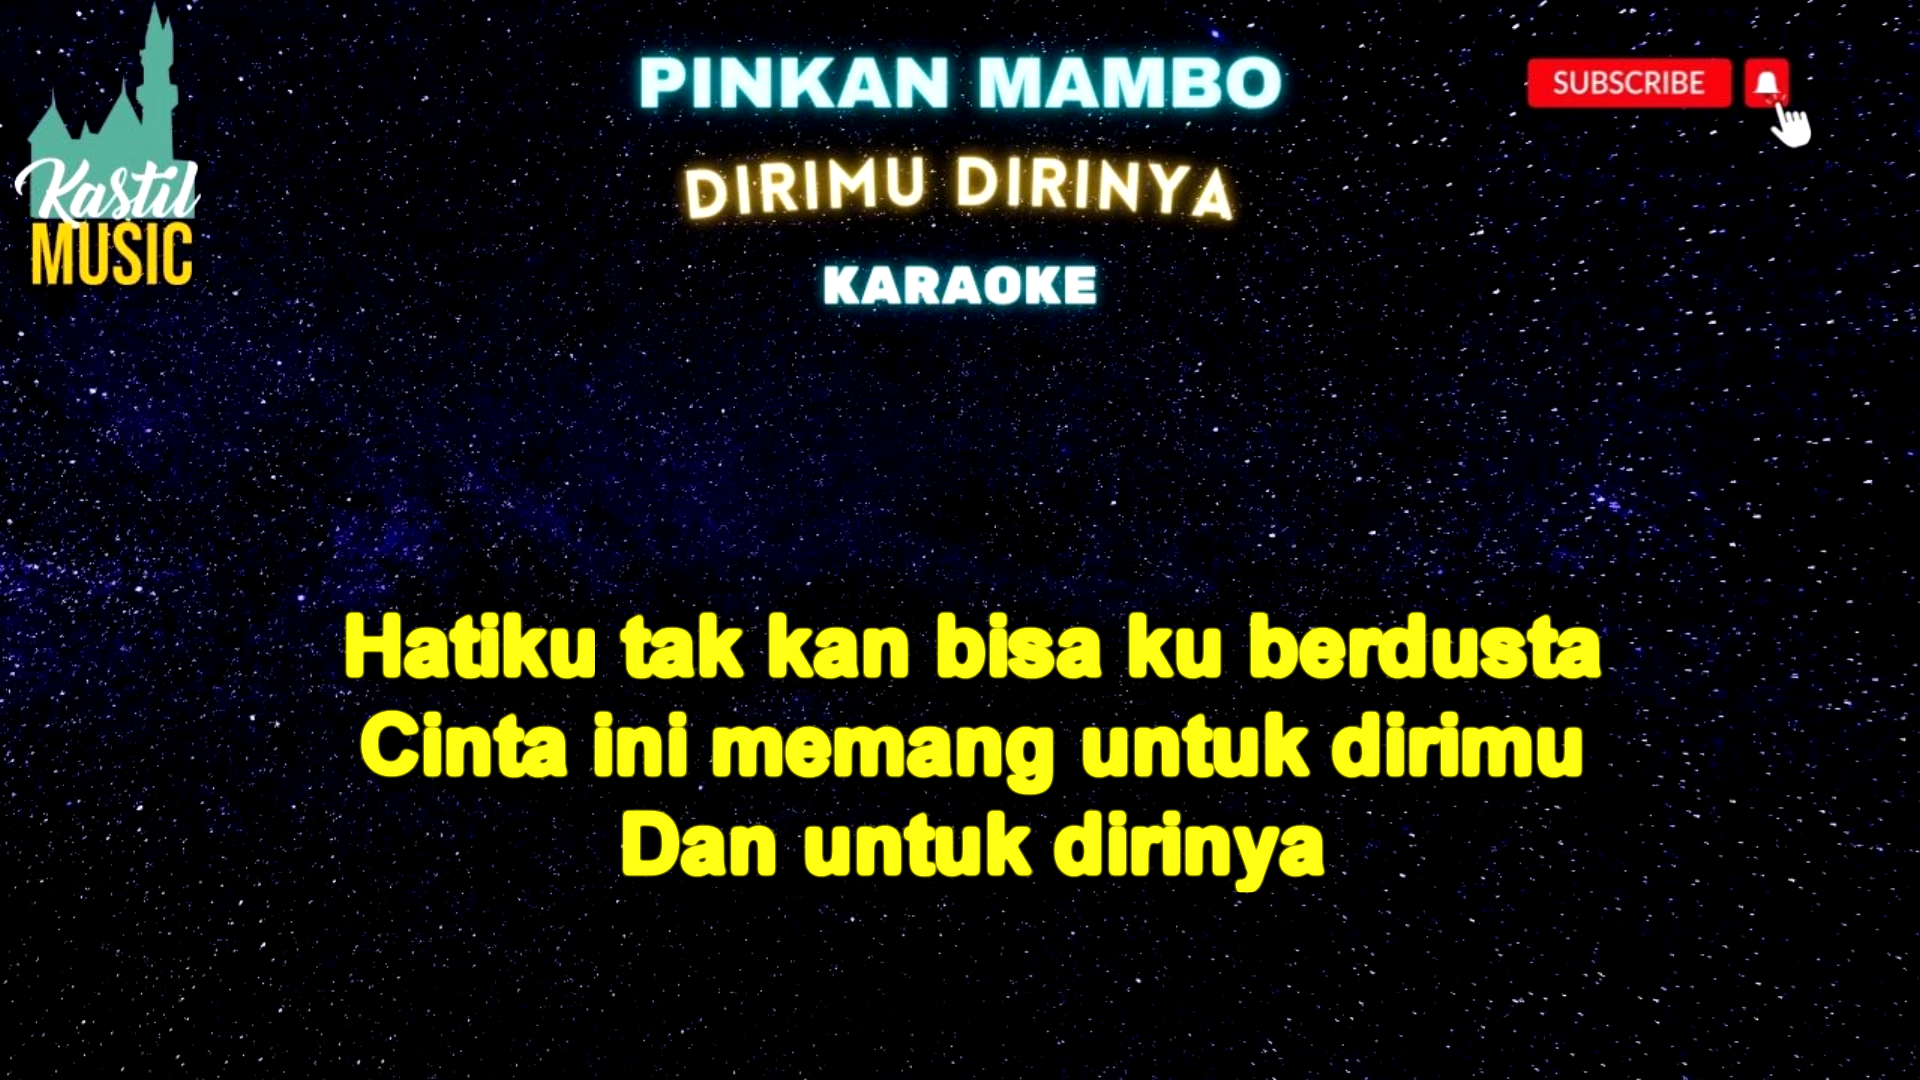 PINKAN MAMBO
DIRIMU DIRINYA
KARAOKE
SUBSCRIBE
Kastil
MUSIC
Hatiku tak kan bisa ku berdusta
Cinta ini memang untuk dirimu
Dan untuk dirinya